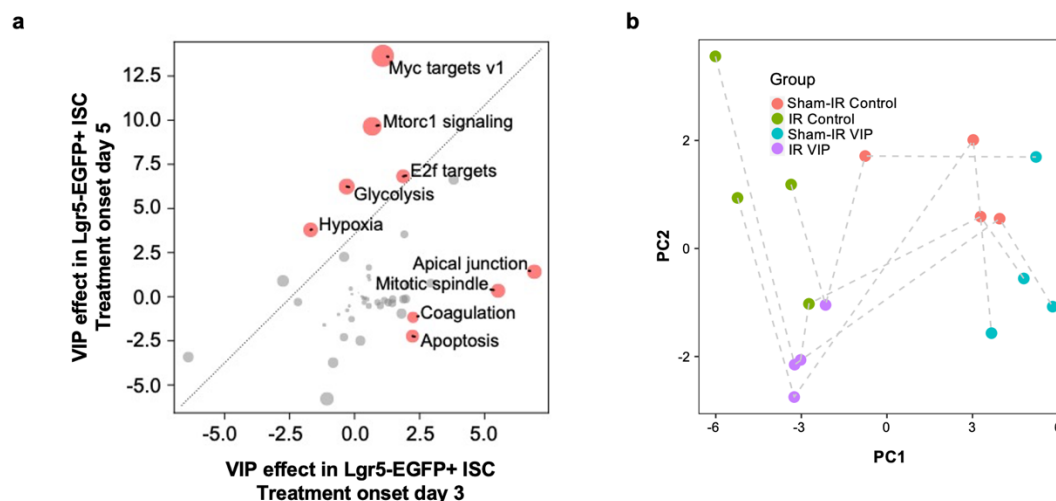 a
12.5
10.0
7.5
5.0
2.5
0.0
-2.5
-5.0
Myc targets v1
Mtorc1 signaling
E2f targets
Glycolysis
Hypoxia
Apical junction
Mitotic spindle
Coagulation
Apoptosis
-5.0 -2.5 0.0 2.5 5.0
VIP effect in Lgr5-EGFP+ ISC
Treatment onset day 5
VIP effect in Lgr5-EGFP+ ISC
Treatment onset day 3
b
Group
Sham-IR Control
IR Control
Sham-IR VIP
IR VIP
2
0
-2
PC2
-6 -3 0 3 6
PC1